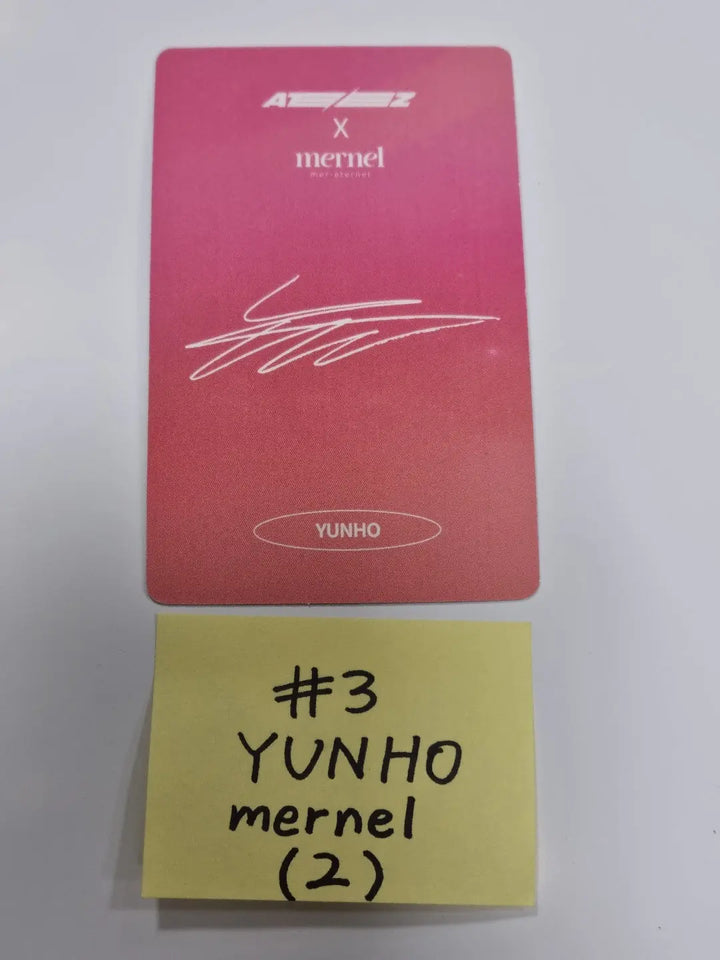 ATEEZ
X
mernel
mer·eternel
YUNHO
#3
YUNHO
mernel
(2)